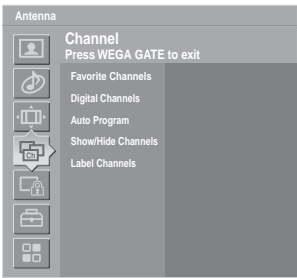 Antenna
Channel
Press WEGA GATE to exit
Favorite Channels
Digital Channels
Auto Program
Show/Hide Channels
Ch
Label Channels